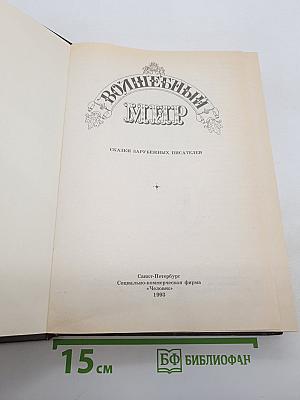 ВОЛШЕБНЫЙ
МИР
СКАЗКИ ЗАРУБЕЖНЫХ ПИСАТЕЛЕЙ
Санкт-Петербург
Социально-коммерческая фирма
«Человек»
1993
15 см
БФ БИБЛИОФАН